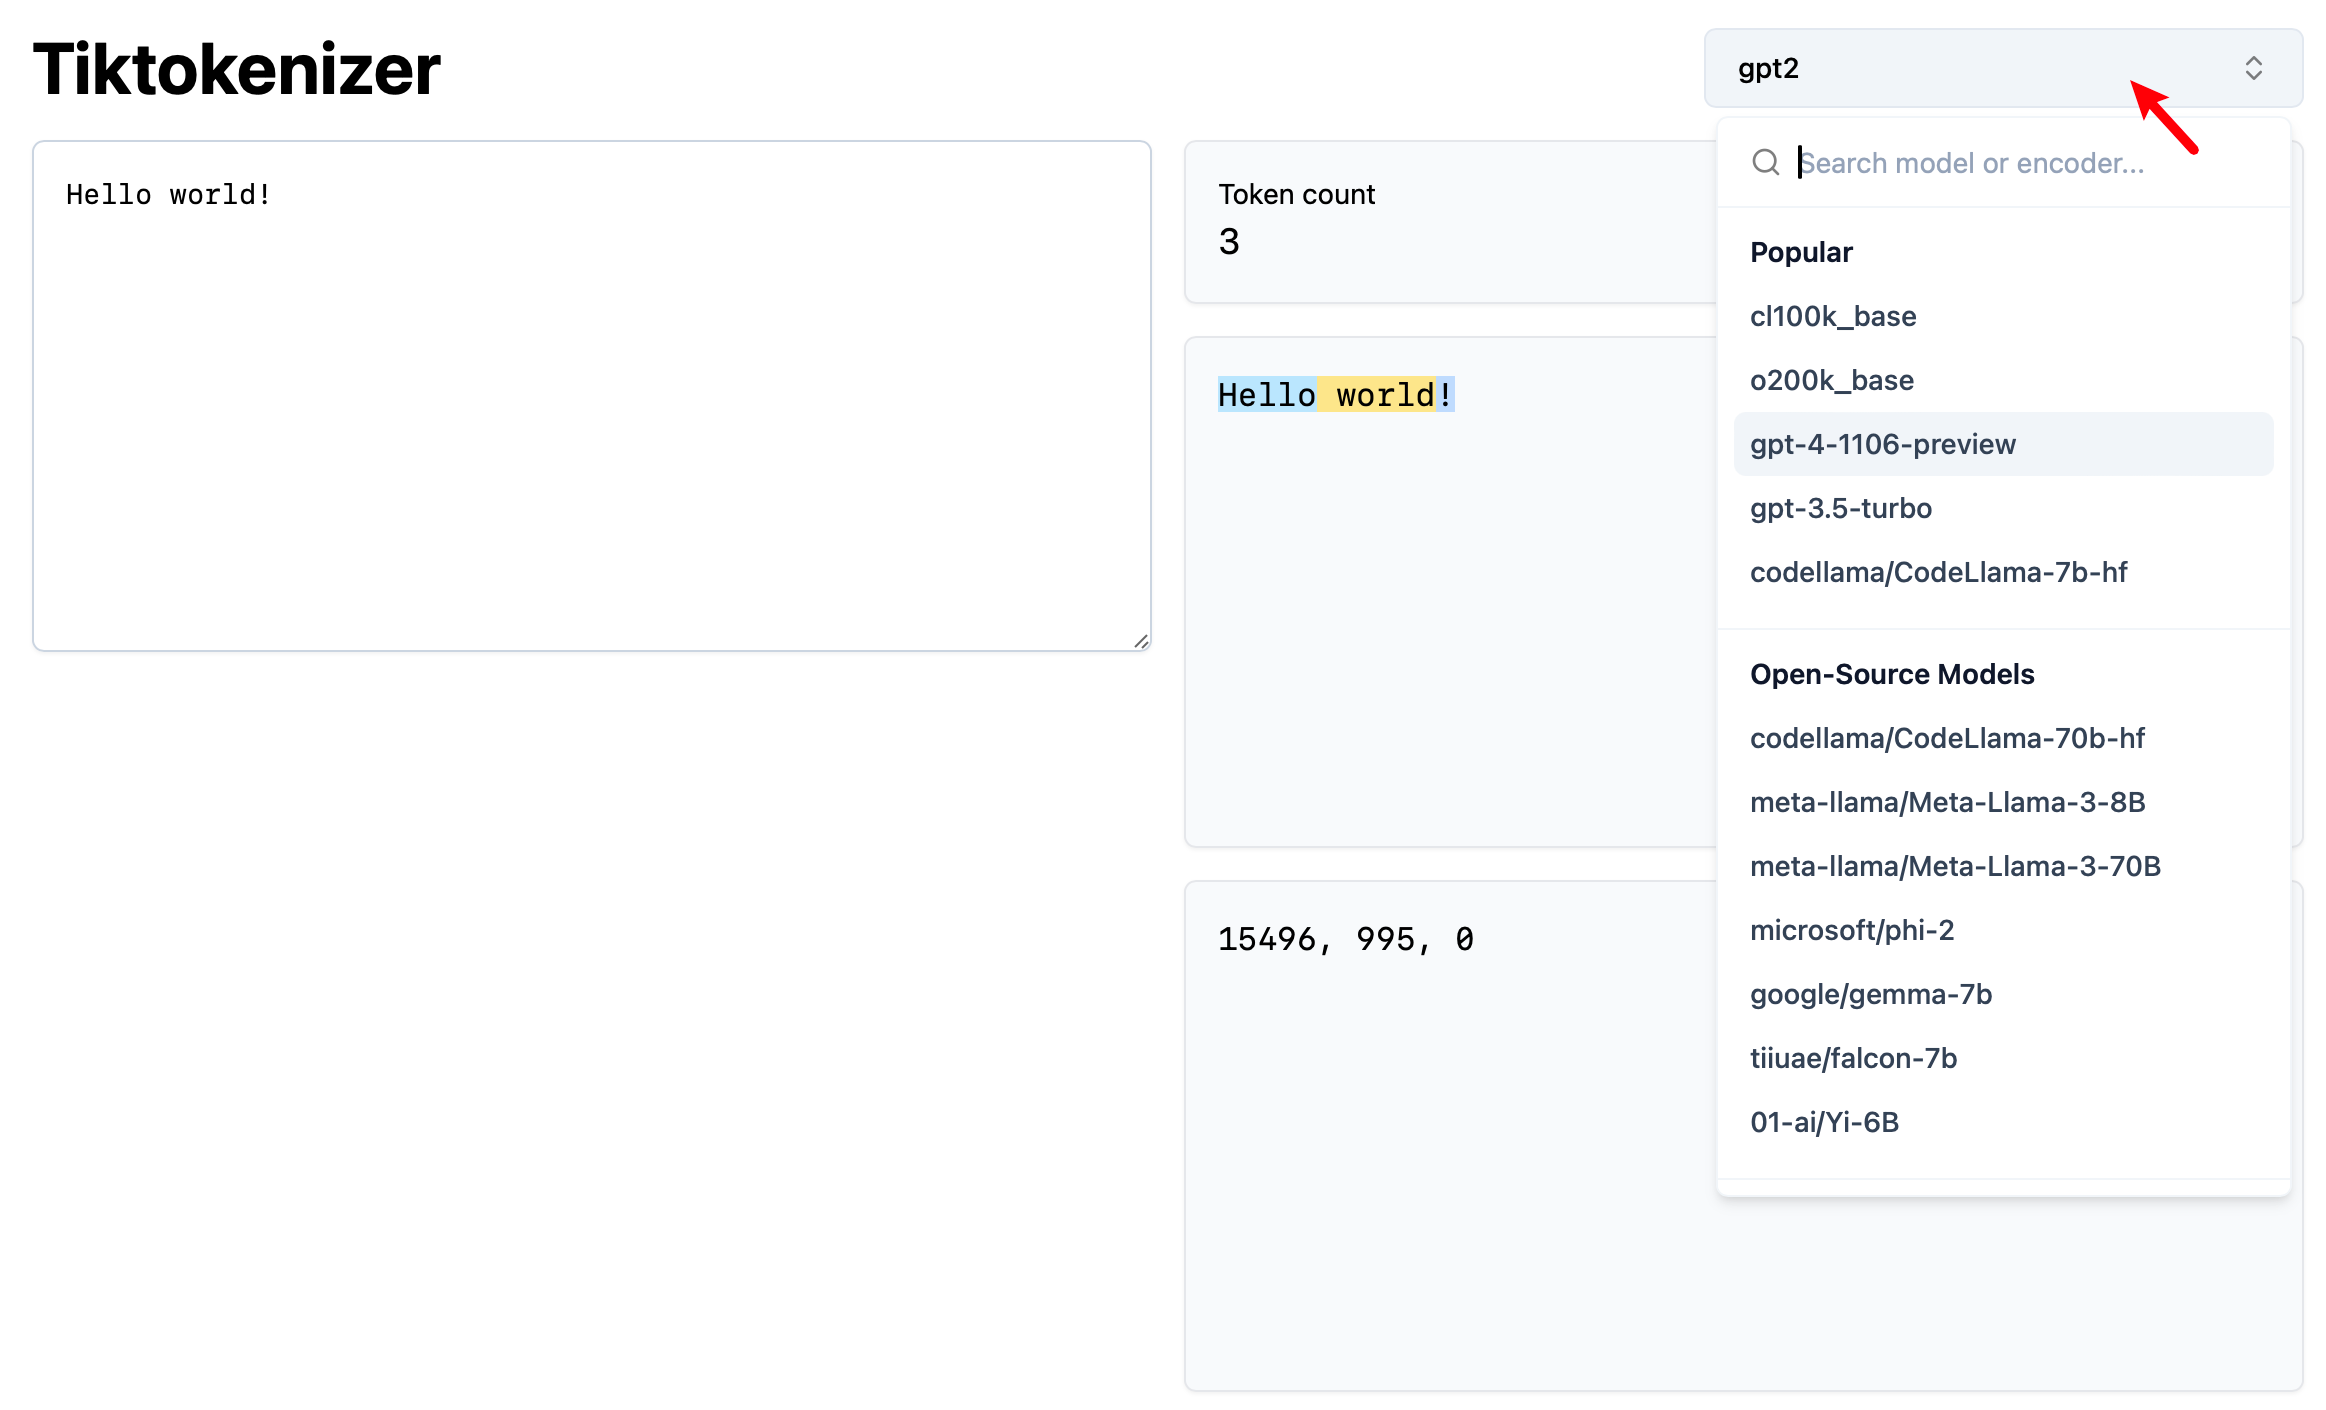 Tiktokenizer
gpt2
Hello world!
Token count
3
Hello world!
15496, 995, 0
Search model or encoder...
Popular
cl100k_base
o200k_base
gpt-4-1106-preview
gpt-3.5-turbo
codellama/CodeLlama-7b-hf
Open-Source Models
codellama/CodeLlama-70b-hf
meta-llama/Meta-Llama-3-8B
meta-llama/Meta-Llama-3-70B
microsoft/phi-2
google/gemma-7b
tiiuae/falcon-7b
01-ai/Yi-6B